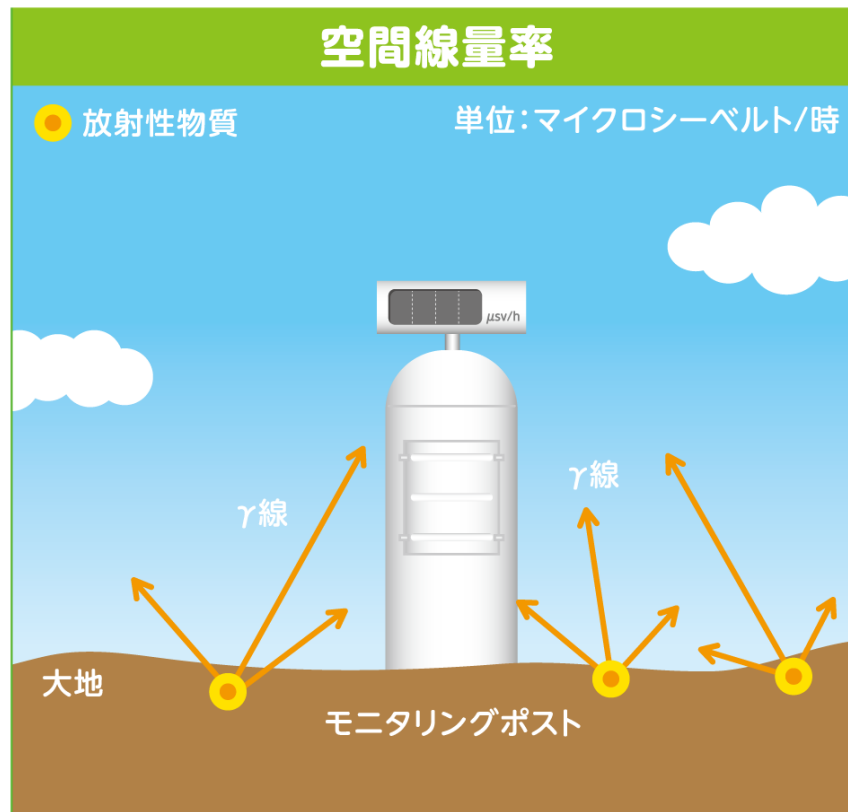 空間線量率
放射性物質
単位：マイクロシーベルト/時
μsv/h
γ線
γ線
大地
モニタリングポスト